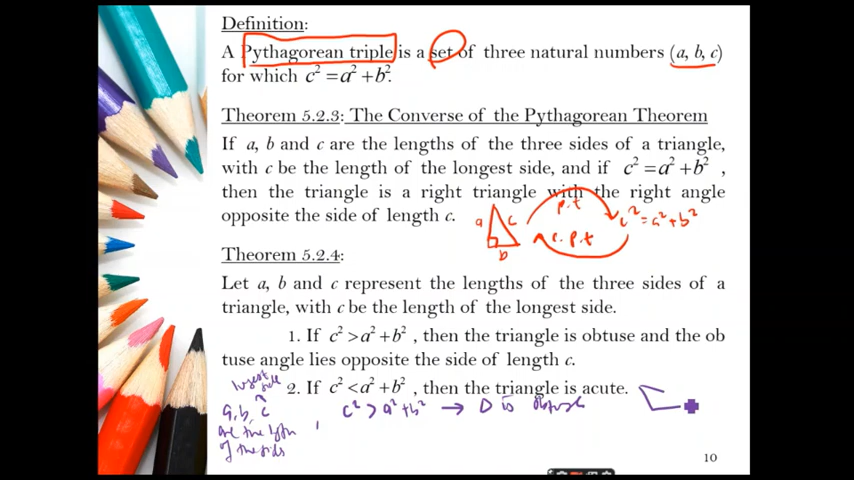 Definition:
A Pythagorean triple is a set of three natural numbers (a, b, c)
for which c² = a² + b².
Theorem 5.2.3: The Converse of the Pythagorean Theorem
If a, b and c are the lengths of the three sides of a triangle,
with c be the length of the longest side, and if c² = a² + b² ,
then the triangle is a right triangle with the right angle
opposite the side of length c.
p.t
a c
c² = a² + b²
c.p.t
b
Theorem 5.2.4:
Let a, b and c represent the lengths of the three sides of a
triangle, with c be the length of the longest side.
1. If c² > a² + b² , then the triangle is obtuse and the ob
tuse angle lies opposite the side of length c.
2. If c² < a² + b² , then the triangle is acute.
longest side
a, b, c , c² > a² + b² → Δ is obtuse
are the lgth
of the sides
10